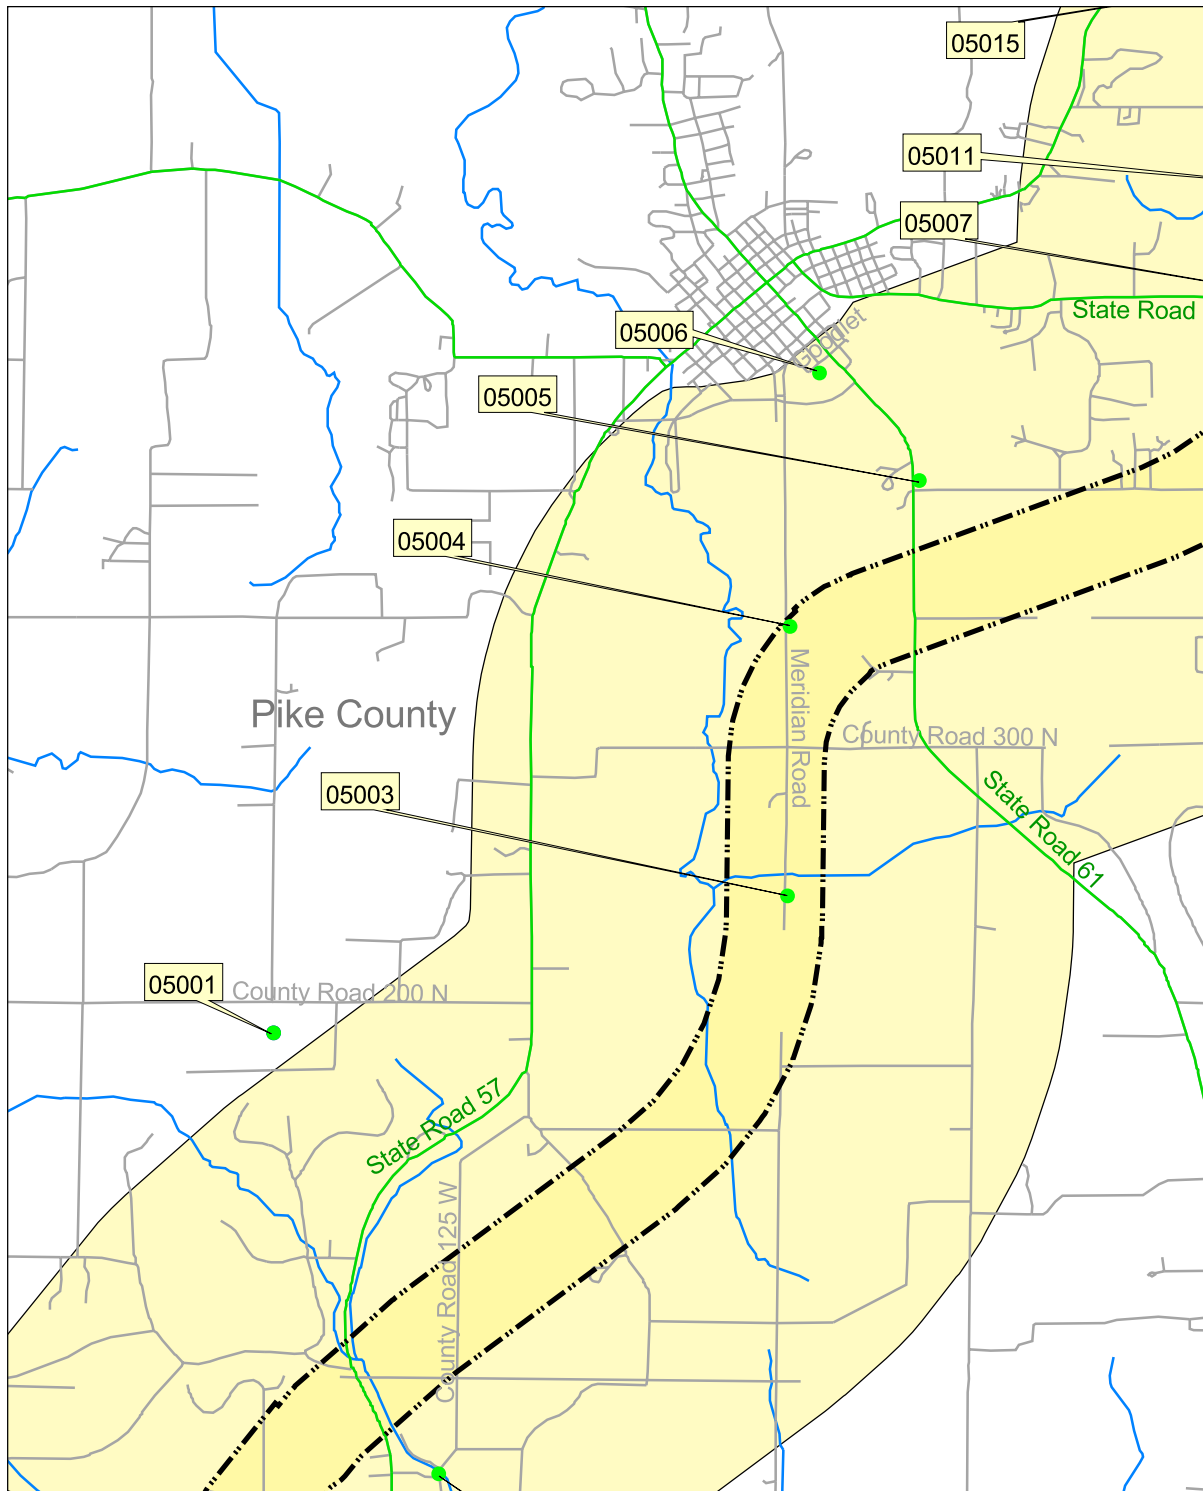 05015
05011
05007
State Road
05006
Goodlet
05005
05004
Meridian Road
Pike County
County Road 300 N
05003
State Road 61
05001
County Road 200 N
State Road 57
County Road 125 W